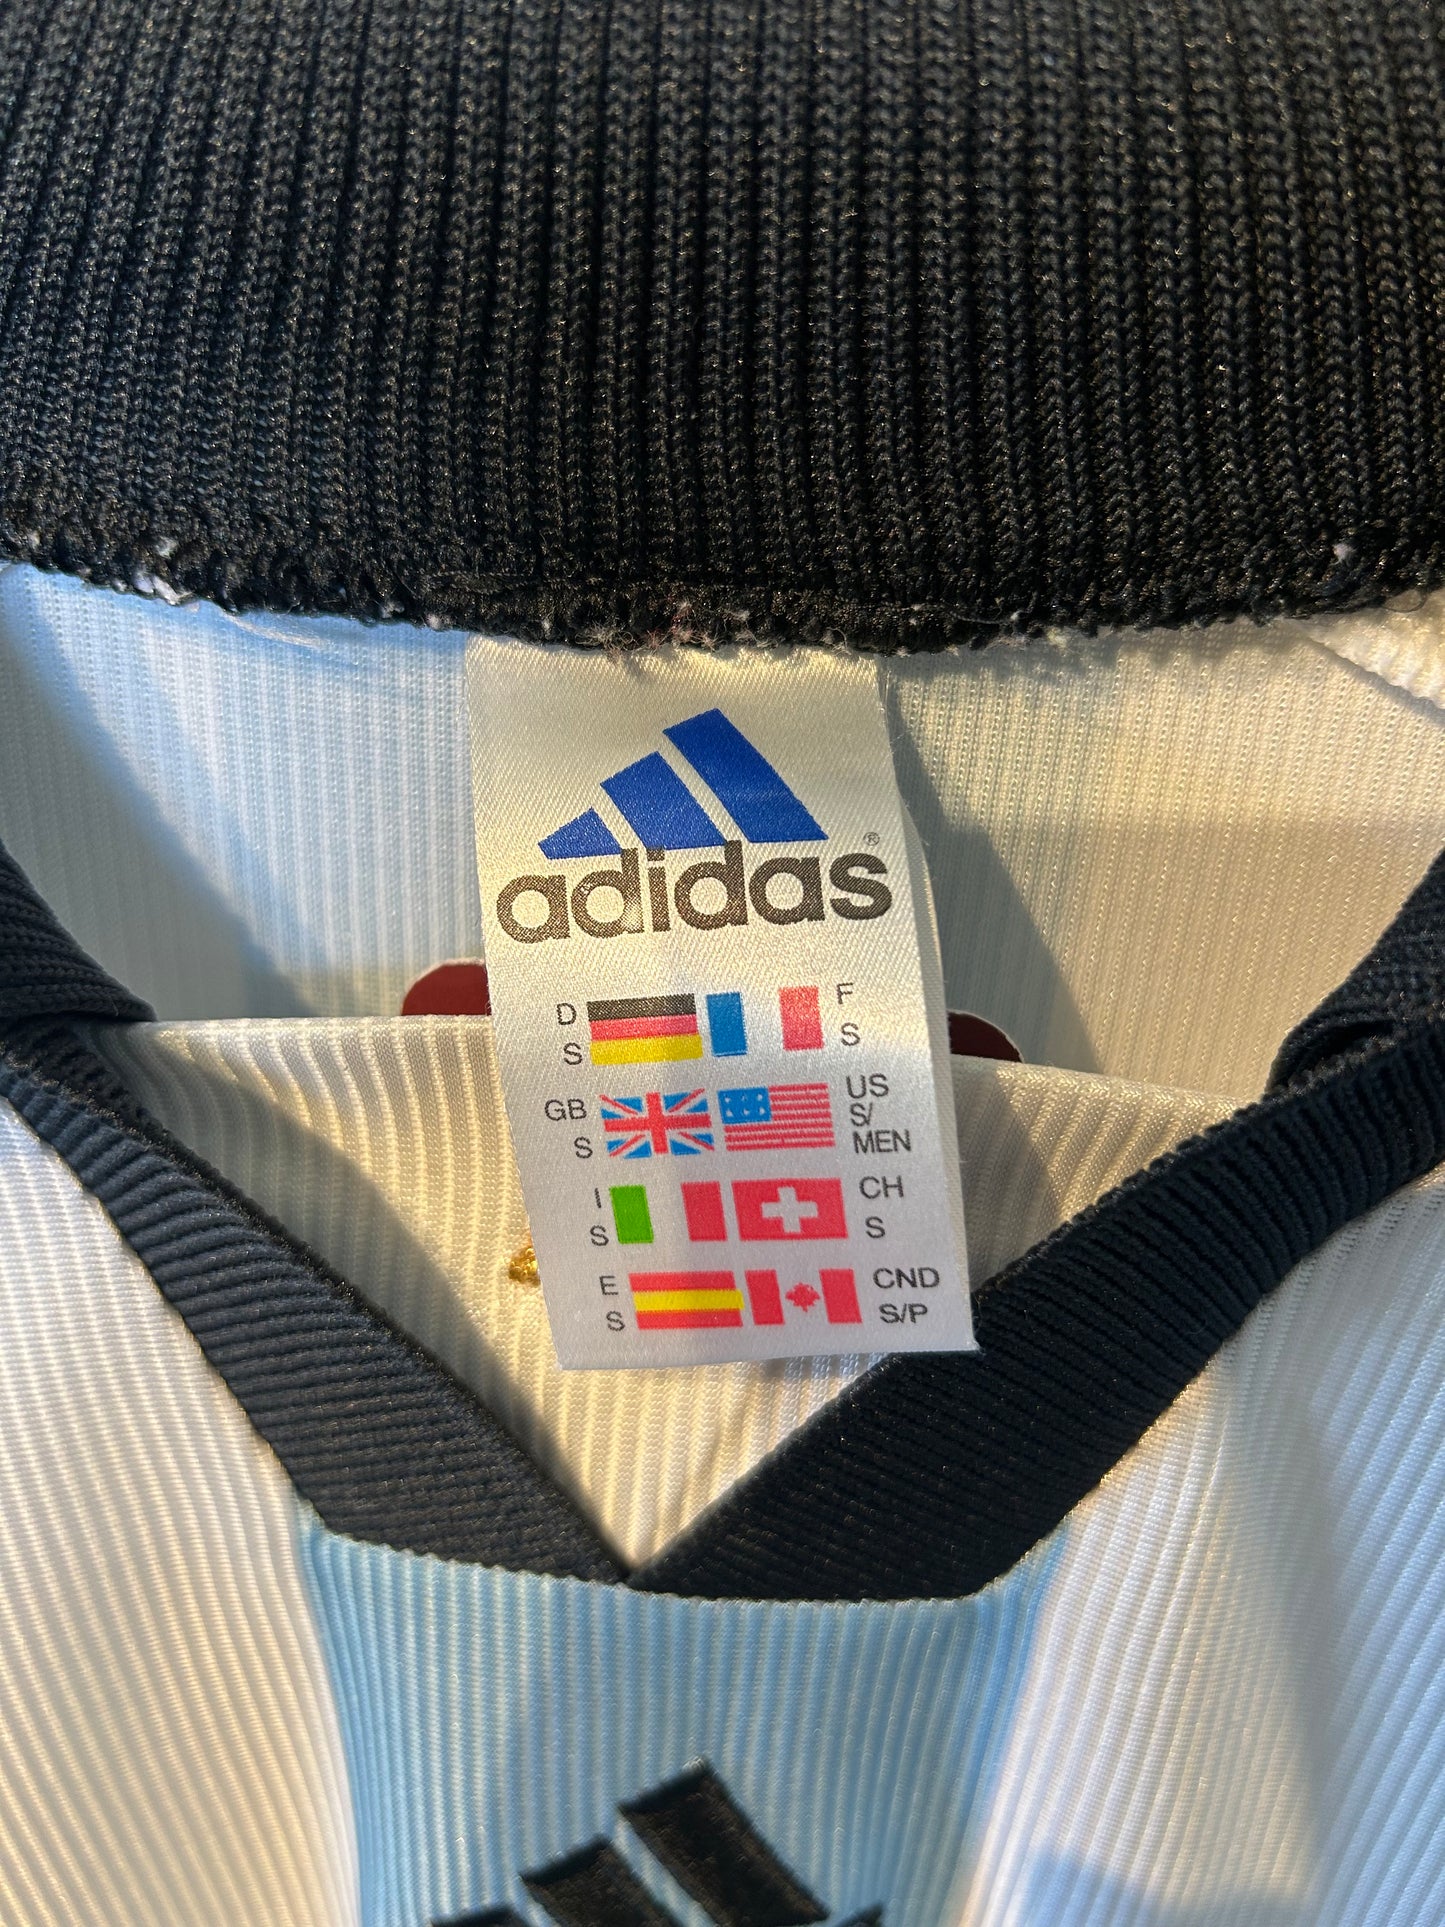 adidas®
D F
S S
GB US
S S/
MEN
I CH
S S
E CND
S S/P